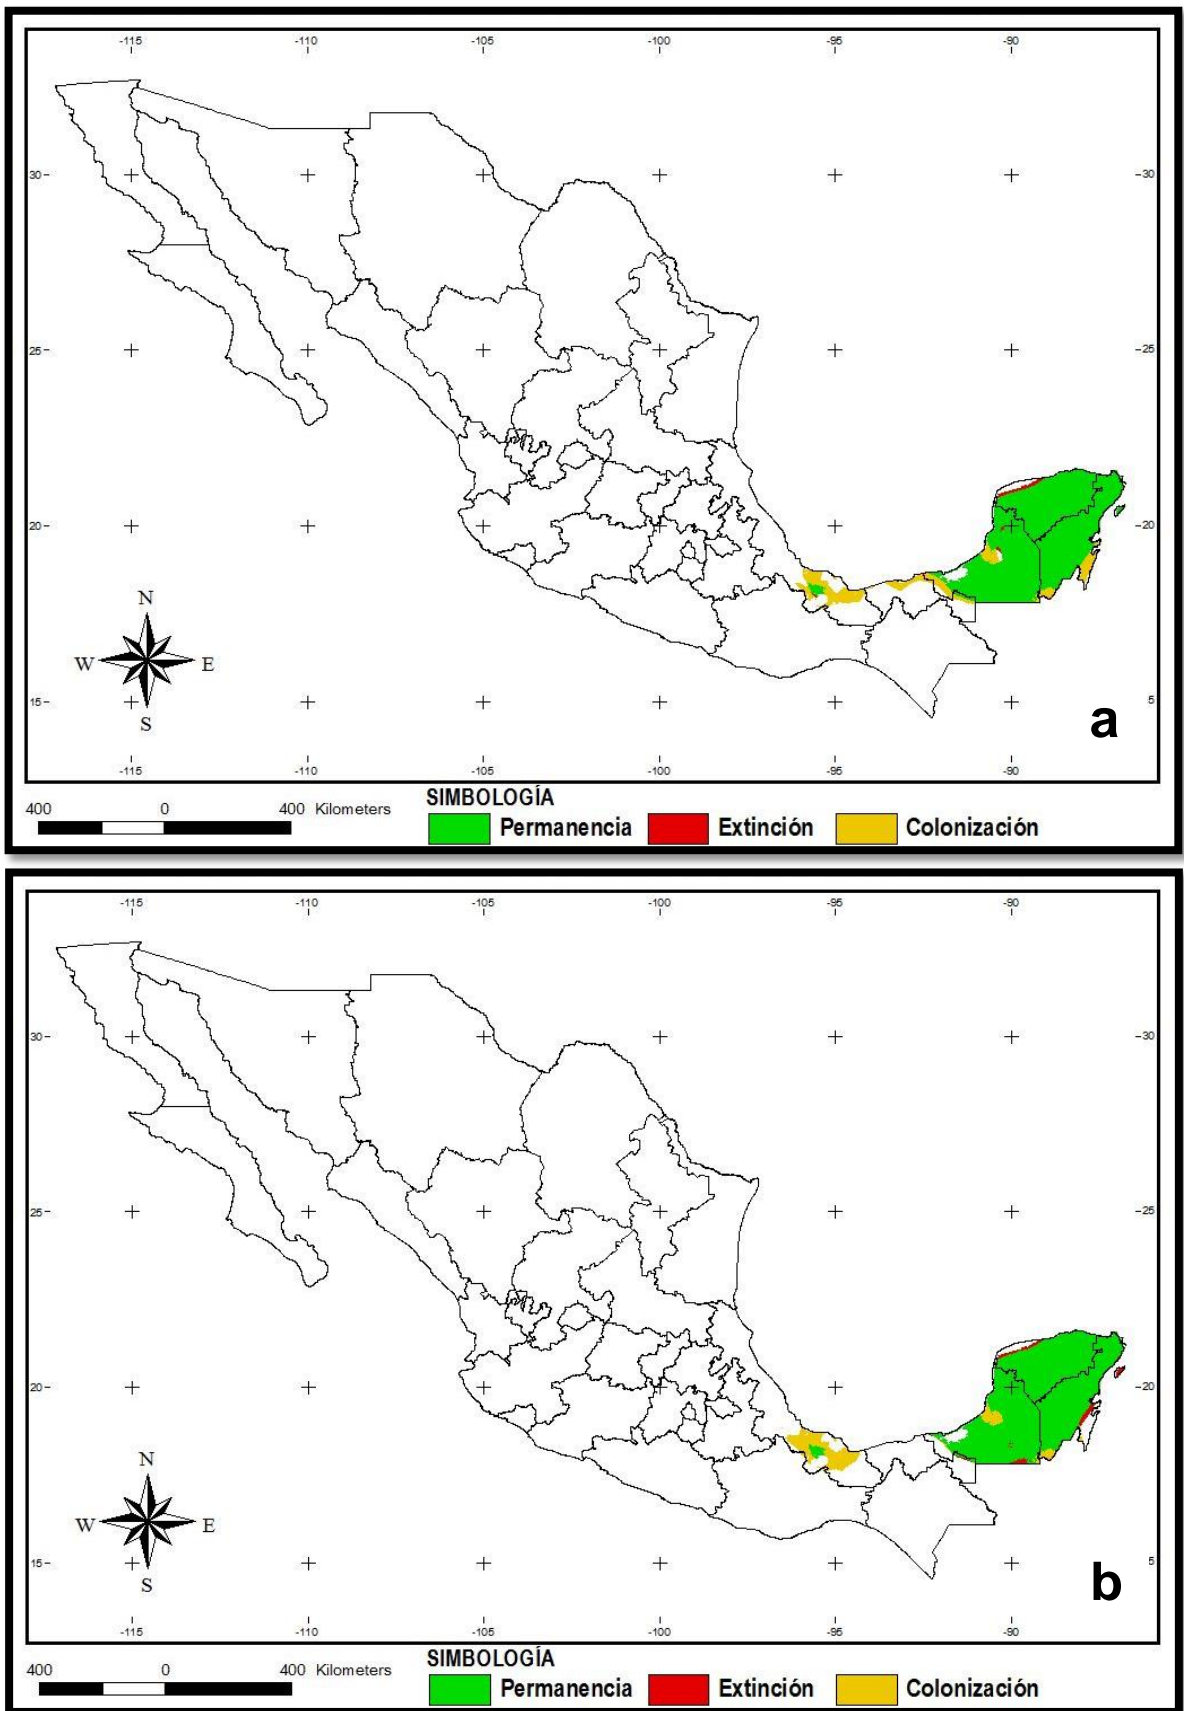 -115 -110 -105 -100 -95 -90
30 -30
25 -25
20 -20
N
W E
S
15 5
a
-115 -110 -105 -100 -95 -90
400 0 400 Kilometers
SIMBOLOGÍA
Permanencia Extinción Colonización
-115 -110 -105 -100 -95 -90
30 -30
25 -25
20 -20
N
W E
S
15 5
b
-115 -110 -105 -100 -95 -90
400 0 400 Kilometers
SIMBOLOGÍA
Permanencia Extinción Colonización